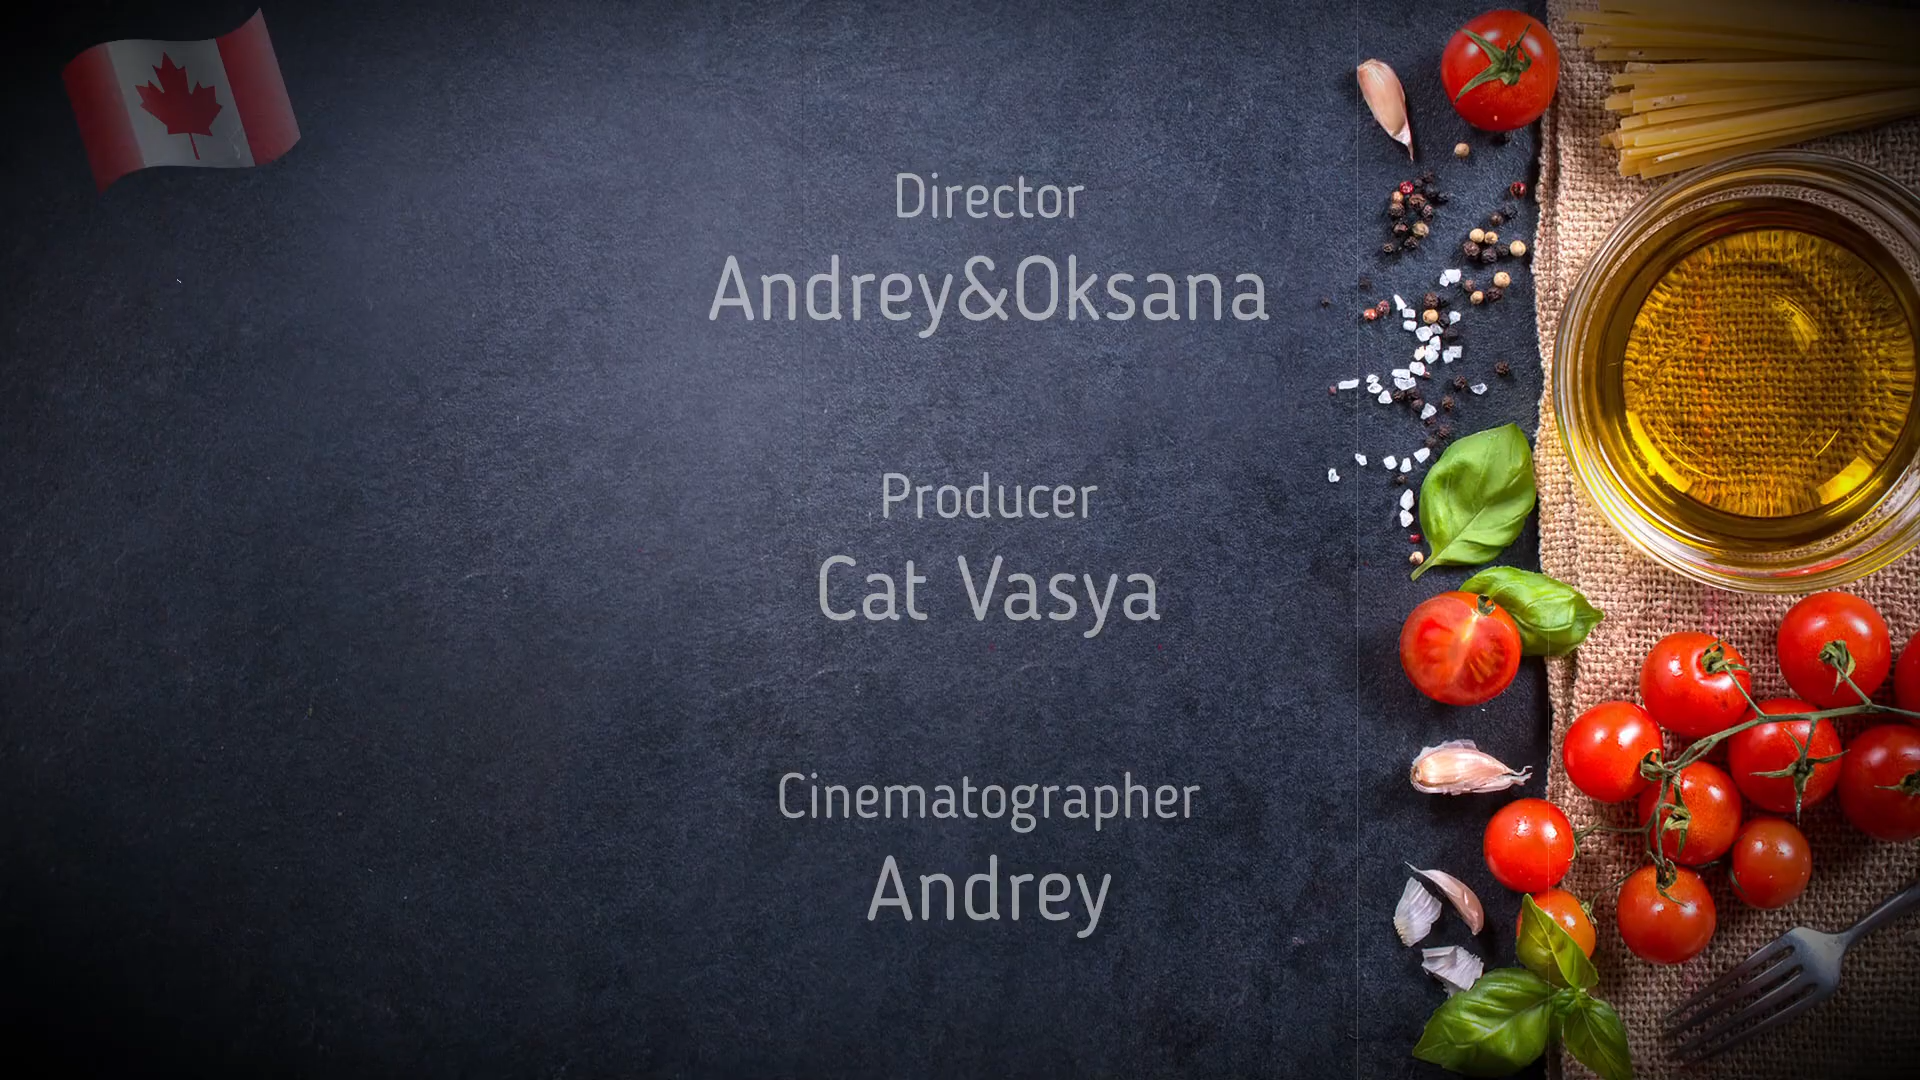 Director
Andrey&Oksana
Producer
Cat Vasya
Cinematographer
Andrey